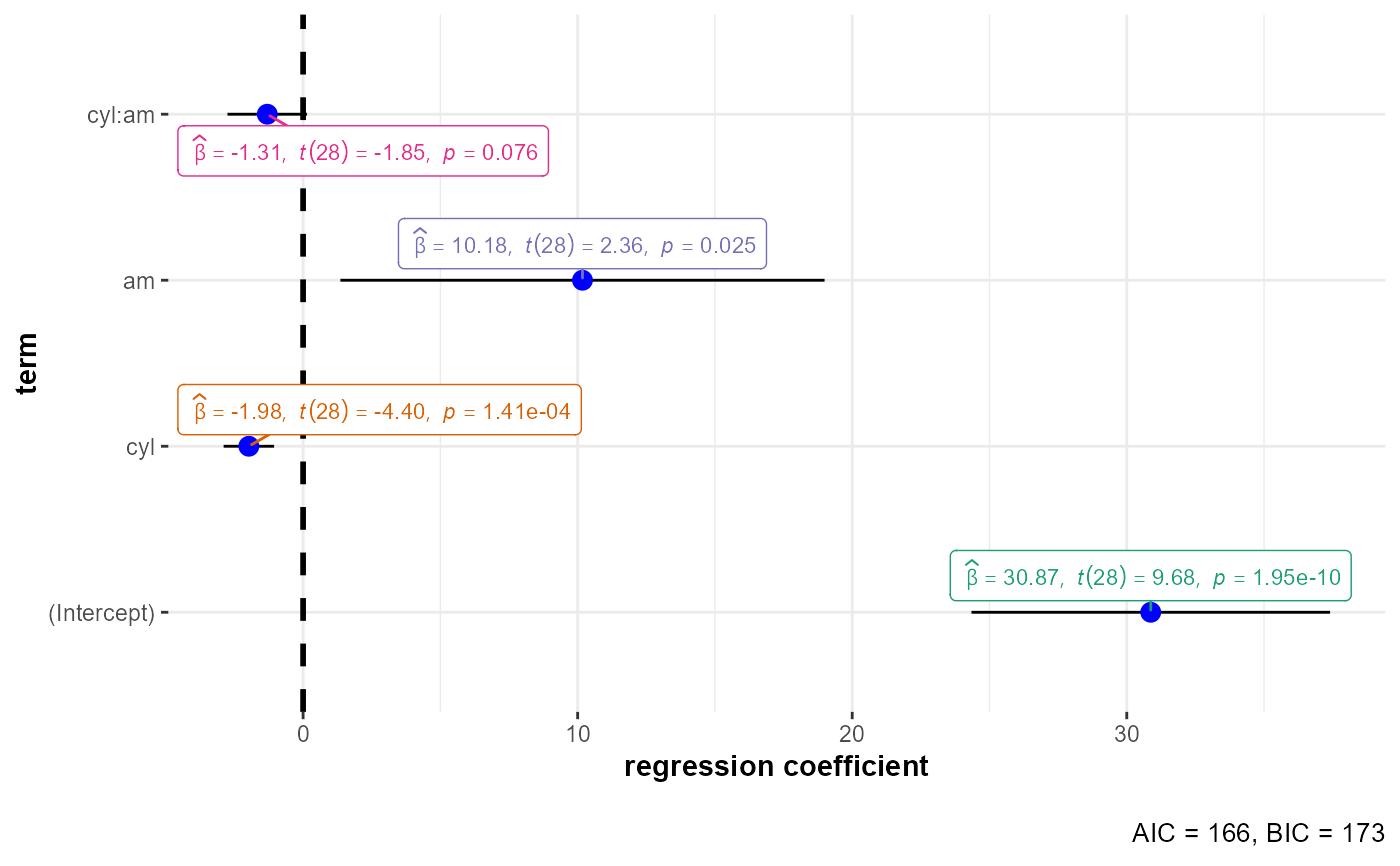 cyl:am
β̂ = -1.31, t(28) = -1.85, p = 0.076
β̂ = 10.18, t(28) = 2.36, p = 0.025
am
term
β̂ = -1.98, t(28) = -4.40, p = 1.41e-04
cyl
β̂ = 30.87, t(28) = 9.68, p = 1.95e-10
(Intercept)
0 10 20 30
regression coefficient
AIC = 166, BIC = 173